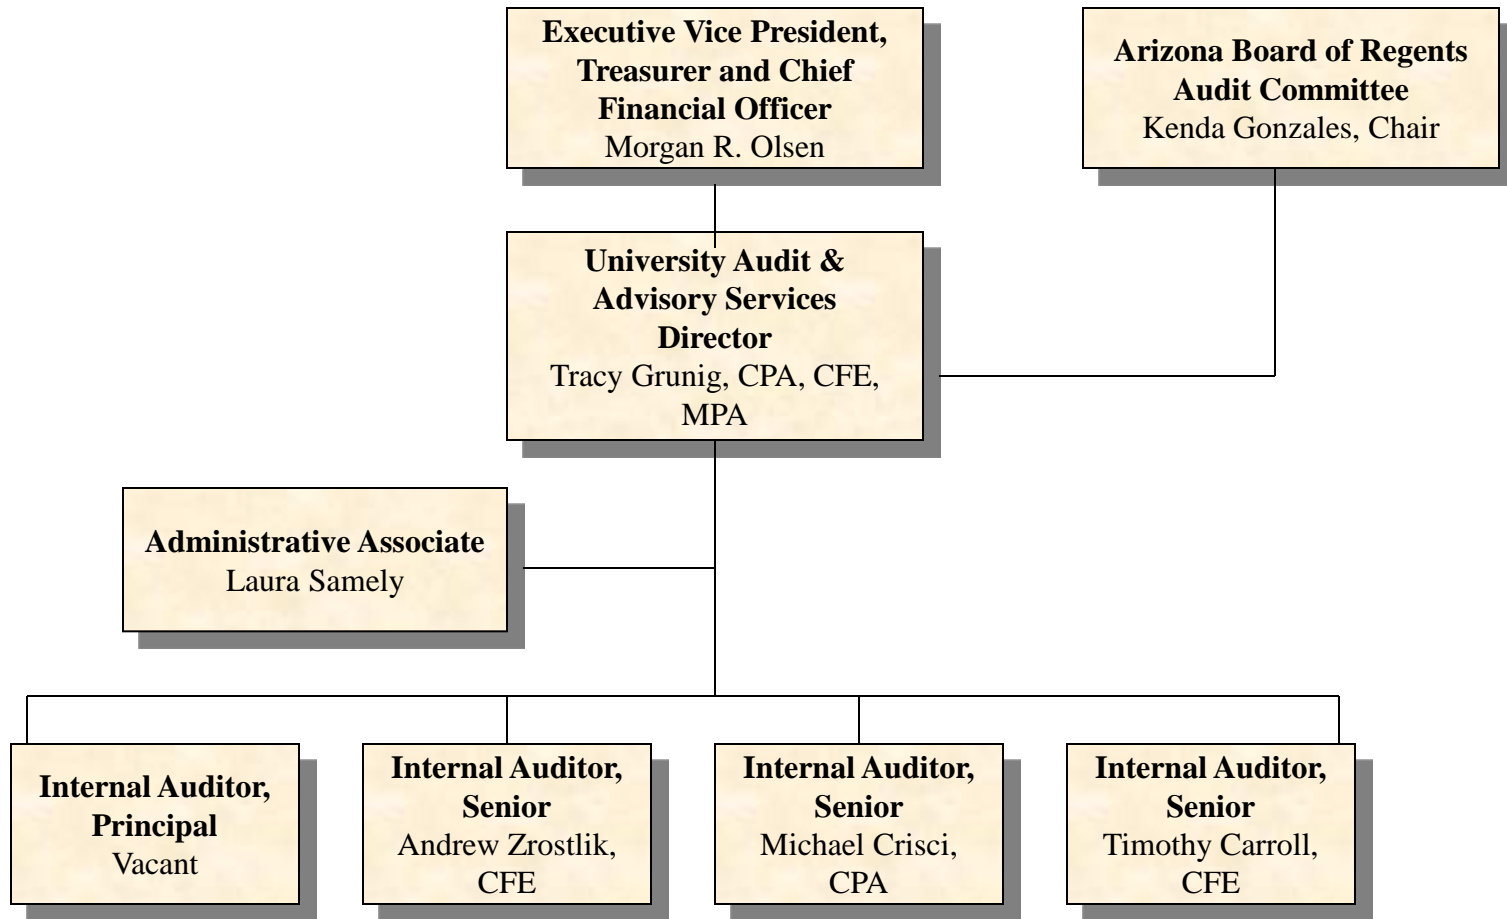 Executive Vice President,
Treasurer and Chief
Financial Officer
Morgan R. Olsen
Arizona Board of Regents
Audit Committee
Kenda Gonzales, Chair
University Audit &
Advisory Services
Director
Tracy Grunig, CPA, CFE,
MPA
Administrative Associate
Laura Samely
Internal Auditor,
Principal
Vacant
Internal Auditor,
Senior
Andrew Zrostlik,
CFE
Internal Auditor,
Senior
Michael Crisci,
CPA
Internal Auditor,
Senior
Timothy Carroll,
CFE